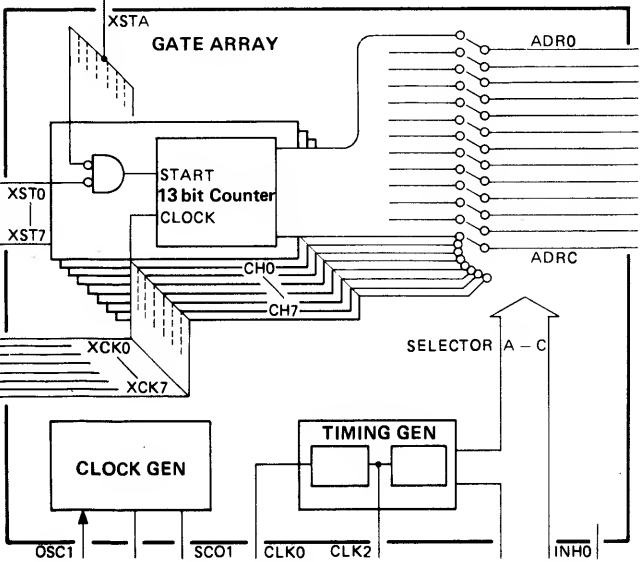 XSTA
GATE ARRAY
ADR0
START
13 bit Counter
CLOCK
XST0
XST7
ADRC
CH0
CH7
XCK0
XCK7
SELECTOR A – C
TIMING GEN
CLOCK GEN
OSC1
SCO1
CLK0
CLK2
INH0